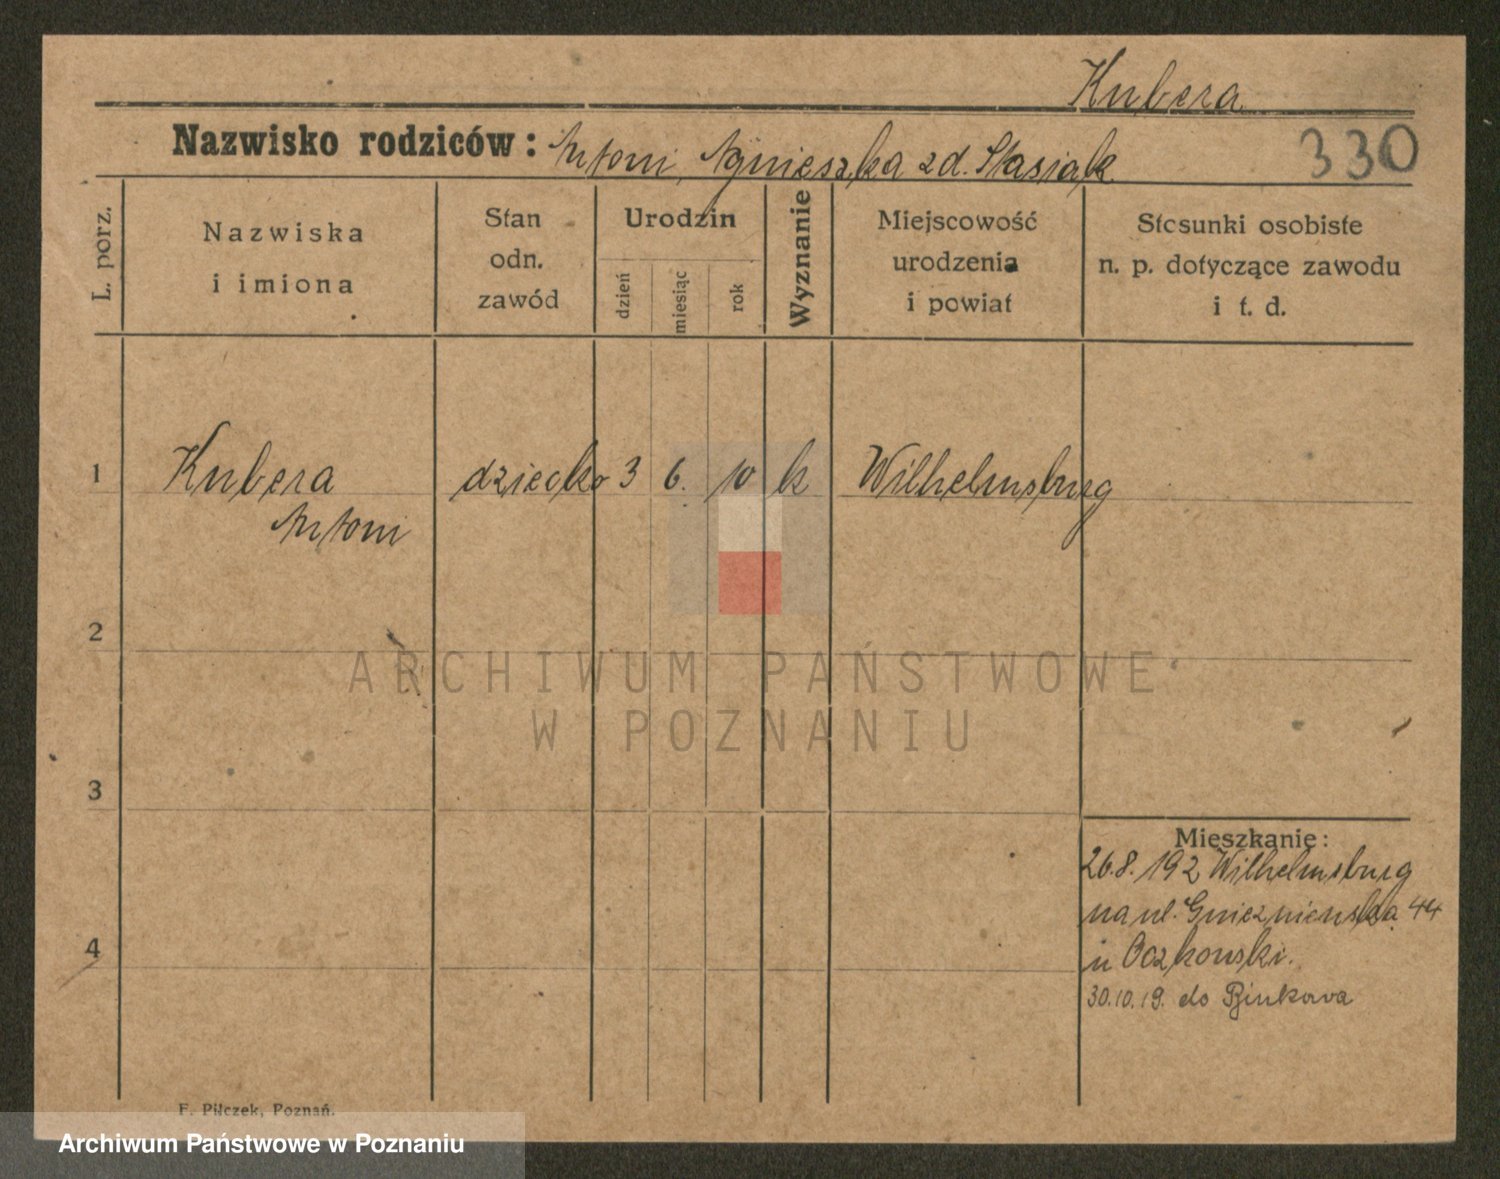 Kubera
Nazwisko rodziców: Antoni, Agnieszka zd. Stasiak
330
L. porz.
Nazwiska
i imiona
Stan
odn.
zawód
Urodzin
dzień
miesiąc
rok
Wyznanie
Miejscowość
urodzenia
i powiat
Stosunki osobiste
n. p. dotyczące zawodu
i t. d.
1 Kubera dziecko 3 6. 10 k Wilhelmsburg
Antoni
2
ARCHIWUM PAŃSTWOWE
W POZNANIU
3
Mieszkanie:
26.8. 192 Wilhelmsburg
na ul. Gnieznienska 44
u Oczkowski.
4
30.10.19. do
F. Pilczek, Poznań.
Archiwum Państwowe w Poznaniu